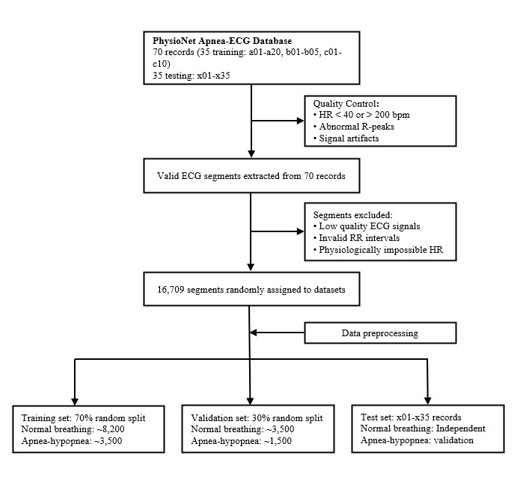 PhysioNet Apnea-ECG Database
70 records (35 training: a01-a20, b01-b05, c01-
c10)
35 testing: x01-x35
Quality Control:
• HR < 40 or > 200 bpm
• Abnormal R-peaks
• Signal artifacts
Valid ECG segments extracted from 70 records
Segments excluded:
• Low quality ECG signals
• Invalid RR intervals
• Physiologically impossible HR
16,709 segments randomly assigned to datasets
Data preprocessing
Training set: 70% random split
Normal breathing: ~8,200
Apnea-hypopnea: ~3,500
Validation set: 30% random split
Normal breathing: ~3,500
Apnea-hypopnea: ~1,500
Test set: x01-x35 records
Normal breathing: Independent
Apnea-hypopnea: validation